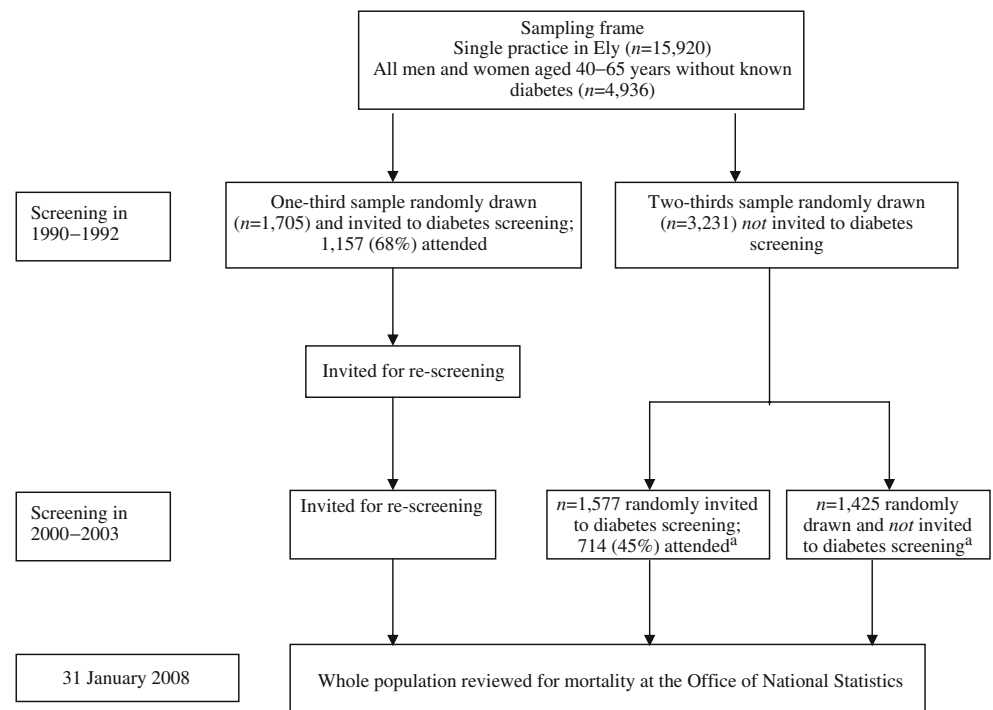 Sampling frame
Single practice in Ely (n=15,920)
All men and women aged 40–65 years without known
diabetes (n=4,936)
Screening in
1990–1992
One-third sample randomly drawn
(n=1,705) and invited to diabetes screening;
1,157 (68%) attended
Two-thirds sample randomly drawn
(n=3,231) not invited to diabetes
screening
Invited for re-screening
Screening in
2000–2003
Invited for re-screening
n=1,577 randomly invited
to diabetes screening;
714 (45%) attendedᵃ
n=1,425 randomly
drawn and not invited
to diabetes screeningᵃ
31 January 2008
Whole population reviewed for mortality at the Office of National Statistics